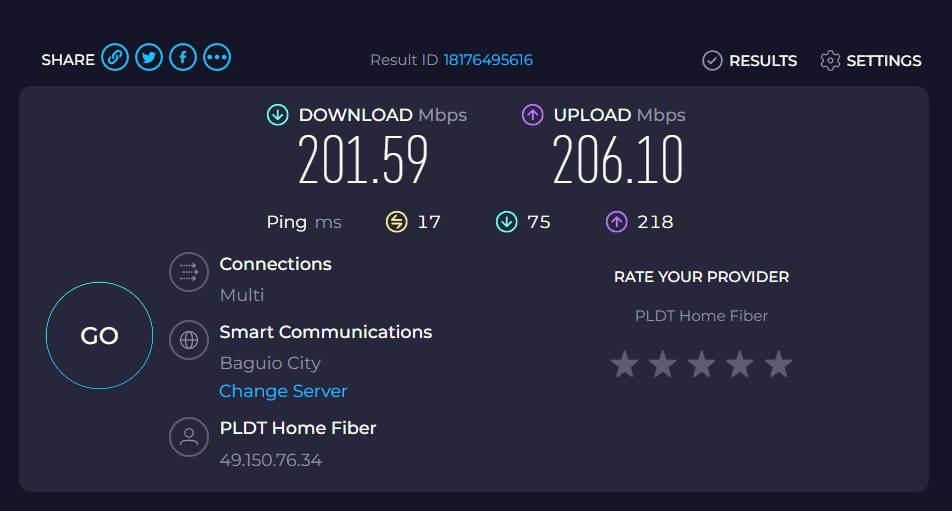 SHARE
Result ID 18176495616
RESULTS
SETTINGS
DOWNLOAD Mbps
201.59
UPLOAD Mbps
206.10
Ping ms 17 75 218
Connections
Multi
GO
Smart Communications
Baguio City
Change Server
PLDT Home Fiber
49.150.76.34
RATE YOUR PROVIDER
PLDT Home Fiber